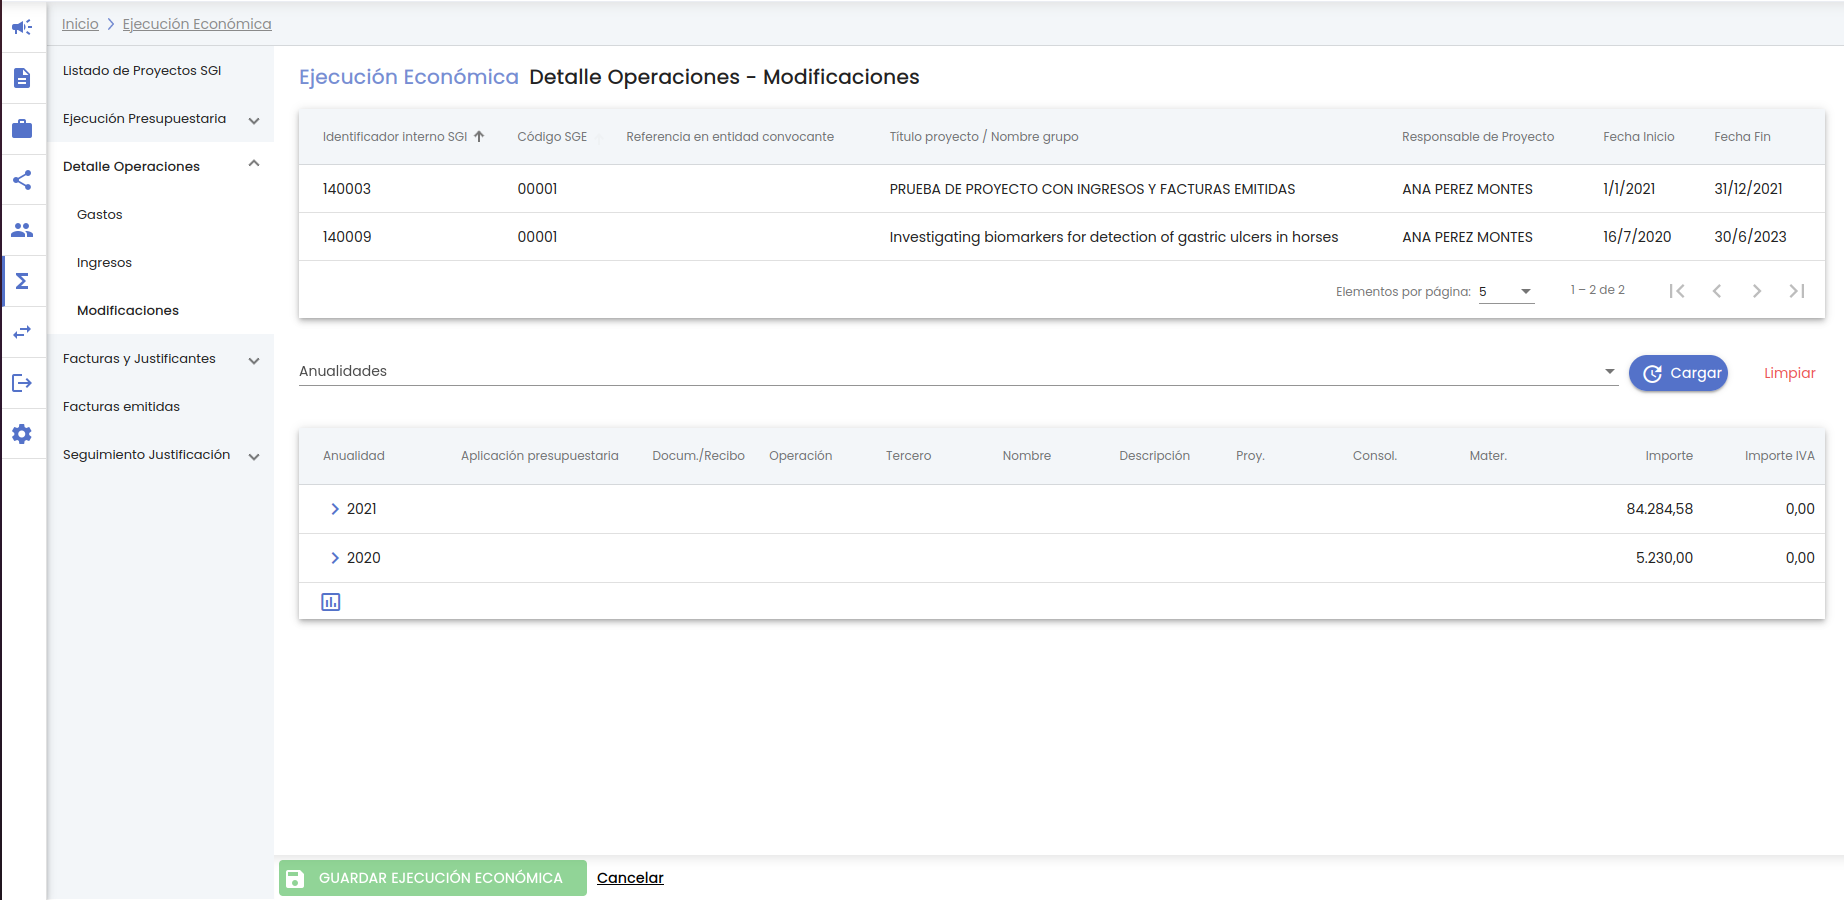 Inicio > Ejecución Económica
Listado de Proyectos SGI
Ejecución Presupuestaria
Detalle Operaciones
Gastos
Ingresos
Modificaciones
Facturas y Justificantes
Facturas emitidas
Seguimiento Justificación
Ejecución Económica Detalle Operaciones - Modificaciones
Identificador interno SGI Código SGE Referencia en entidad convocante Título proyecto / Nombre grupo Responsable de Proyecto Fecha Inicio Fecha Fin
140003 00001 PRUEBA DE PROYECTO CON INGRESOS Y FACTURAS EMITIDAS ANA PEREZ MONTES 1/1/2021 31/12/2021
140009 00001 Investigating biomarkers for detection of gastric ulcers in horses ANA PEREZ MONTES 16/7/2020 30/6/2023
Elementos por página: 5 1 – 2 de 2
Anualidades Cargar Limpiar
Anualidad Aplicación presupuestaria Docum./Recibo Operación Tercero Nombre Descripción Proy. Consol. Mater. Importe Importe IVA
2021 84.284,58 0,00
2020 5.230,00 0,00
GUARDAR EJECUCIÓN ECONÓMICA Cancelar